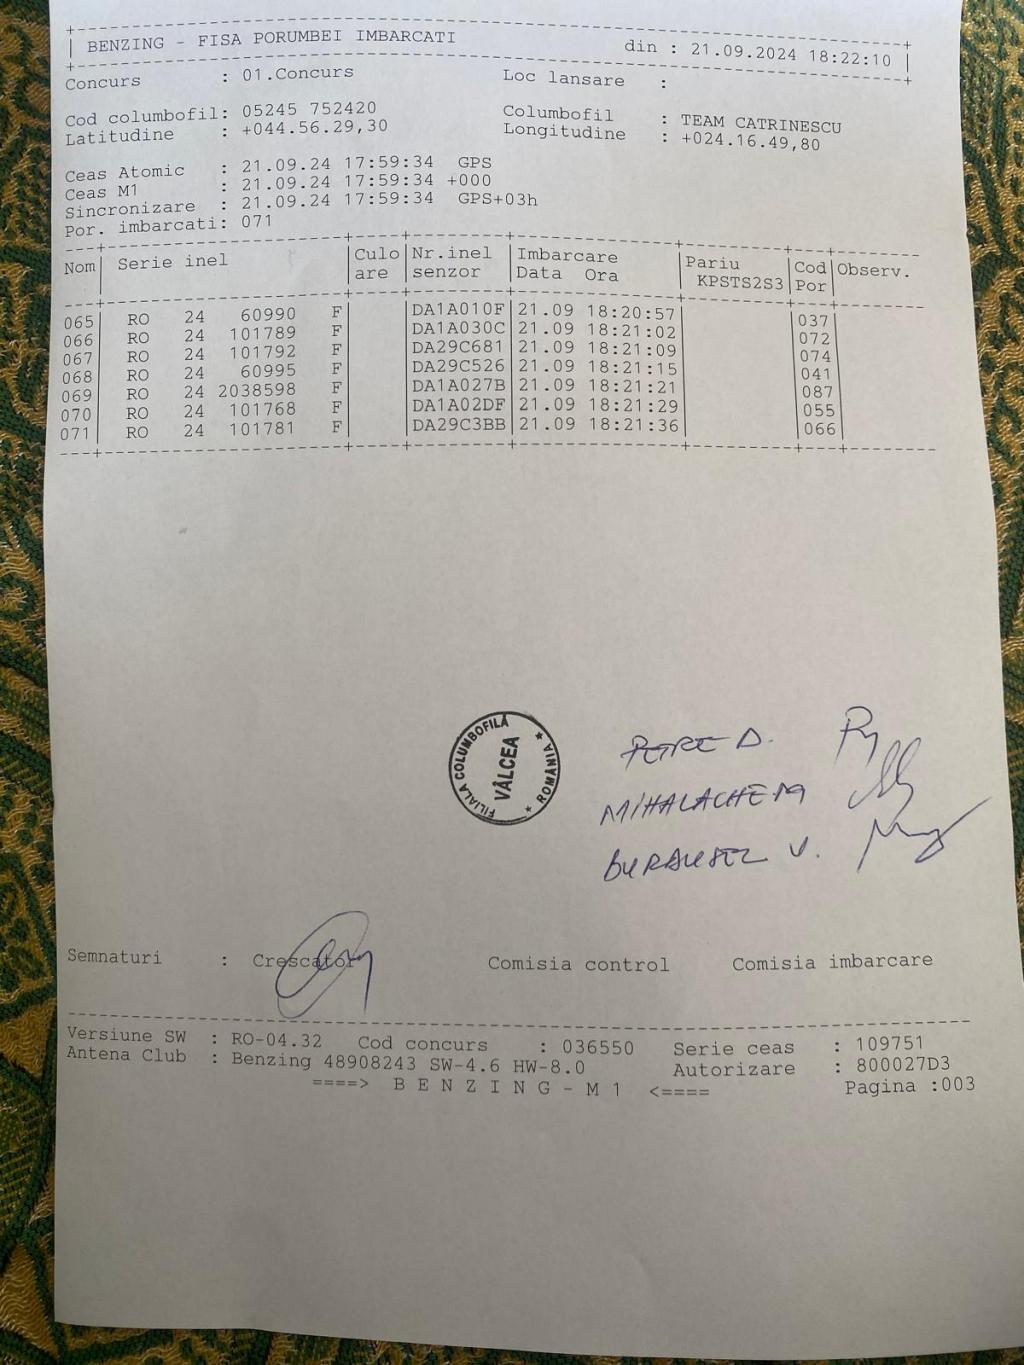 BENZING - FISA PORUMBEI IMBARCATI din : 21.09.2024 18:22:10
Concurs : 01.Concurs Loc lansare :
Cod columbofil: 05245 752420 Columbofil : TEAM CATRINESCU
Latitudine : +044.56.29,30 Longitudine : +024.16.49,80
Ceas Atomic : 21.09.24 17:59:34 GPS
Ceas M1 : 21.09.24 17:59:34 +000
Sincronizare : 21.09.24 17:59:34 GPS+03h
Por. imbarcati: 071
Nom Serie inel Culo Nr.inel Imbarcare Pariu Cod Observ.
are senzor Data Ora KPSTS2S3 Por
065 RO 24 60990 F DA1A010F 21.09 18:20:57 037
066 RO 24 101789 F DA1A030C 21.09 18:21:02 072
067 RO 24 101792 F DA29C681 21.09 18:21:09 074
068 RO 24 60995 F DA29C526 21.09 18:21:15 041
069 RO 24 2038598 F DA1A027B 21.09 18:21:21 087
070 RO 24 101768 F DA1A02DF 21.09 18:21:29 055
071 RO 24 101781 F DA29C3BB 21.09 18:21:36 066
FILIALA COLUMBOFILĂ
VÂLCEA
* ROMÂNIA *
PETRE D.
MIHALACHE
V.
Semnaturi : Crescator Comisia control Comisia imbarcare
Versiune SW : RO-04.32 Cod concurs : 036550 Serie ceas : 109751
Antena Club : Benzing 48908243 SW-4.6 HW-8.0 Autorizare : 800027D3
====> B E N Z I N G - M 1 <==== Pagina :003